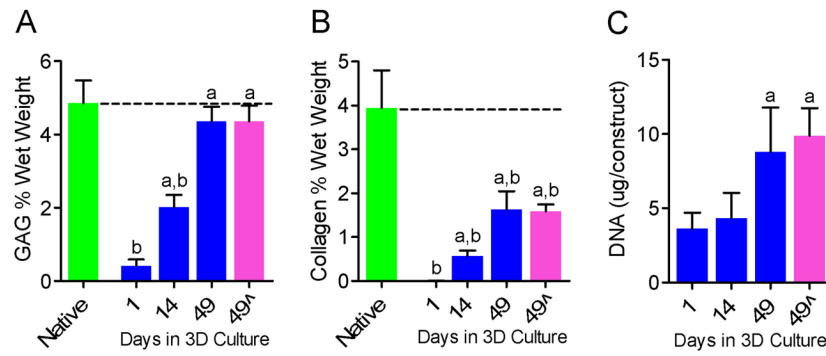 A
GAG % Wet Weight
6
4
2
0
a
a
a,b
b
Native
1
14
49
49^
Days in 3D Culture
B
Collagen % Wet Weight
5
4
3
2
1
0
a,b
a,b
a,b
b
Native
1
14
49
49^
Days in 3D Culture
C
DNA (ug/construct)
15
10
5
0
a
a
1
14
49
49^
Days in 3D Culture